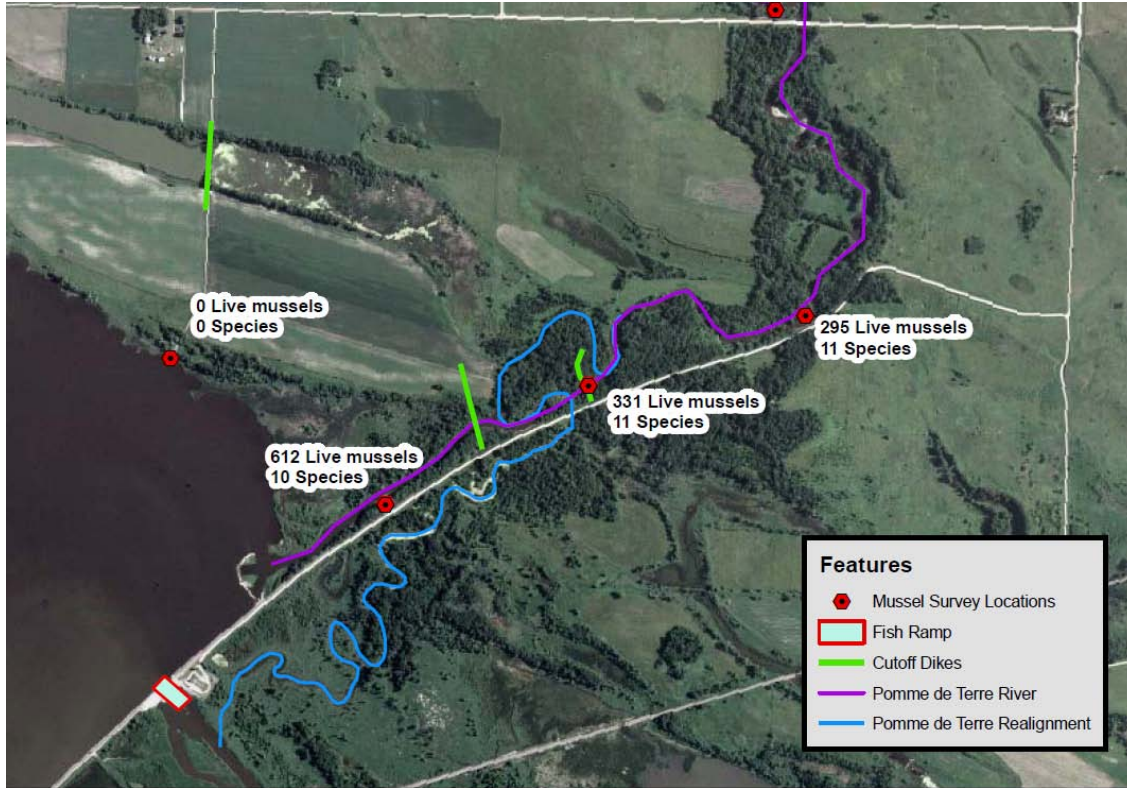 0 Live mussels
0 Species
295 Live mussels
11 Species
331 Live mussels
11 Species
612 Live mussels
10 Species
Features
Mussel Survey Locations
Fish Ramp
Cutoff Dikes
Pomme de Terre River
Pomme de Terre Realignment